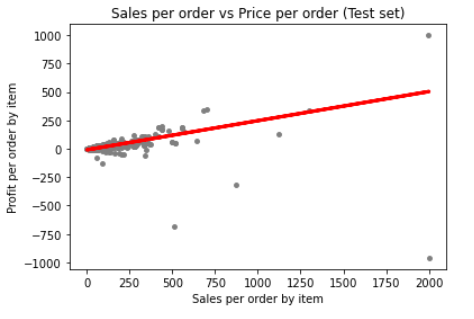 Sales per order vs Price per order (Test set)
1000
750
500
250
0
−250
−500
−750
−1000
Profit per order by item
0 250 500 750 1000 1250 1500 1750 2000
Sales per order by item